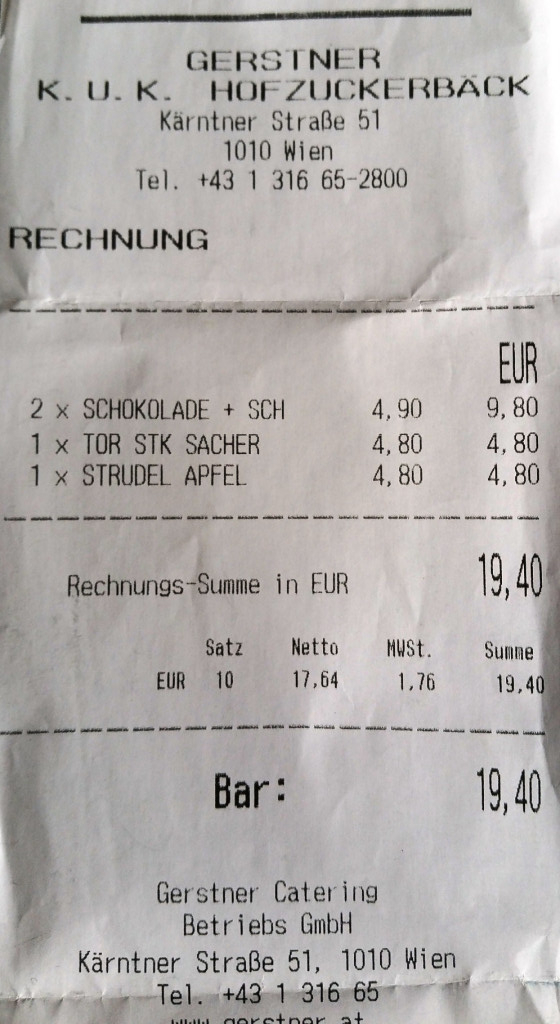 GERSTNER
K. U. K. HOFZUCKERBÄCK
Kärntner Straße 51
1010 Wien
Tel. +43 1 316 65-2800
RECHNUNG
EUR
2 x SCHOKOLADE + SCH 4,90 9,80
1 x TOR STK SACHER 4,80 4,80
1 x STRUDEL APFEL 4,80 4,80
Rechnungs-Summe in EUR 19,40
Satz Netto MWSt. Summe
EUR 10 17,64 1,76 19,40
Bar: 19,40
Gerstner Catering
Betriebs GmbH
Kärntner Straße 51, 1010 Wien
Tel. +43 1 316 65
www.gerstner.at